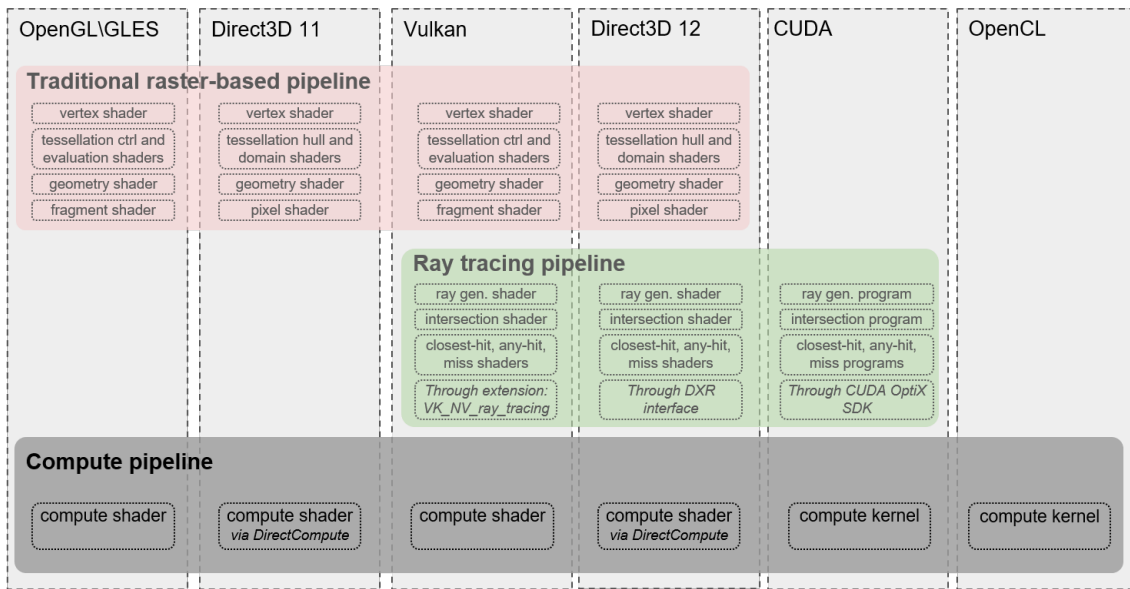 OpenGL\GLES
Direct3D 11
Vulkan
Direct3D 12
CUDA
OpenCL
Traditional raster-based pipeline
vertex shader
vertex shader
vertex shader
vertex shader
tessellation ctrl and
evaluation shaders
tessellation hull and
domain shaders
tessellation ctrl and
evaluation shaders
tessellation hull and
domain shaders
geometry shader
geometry shader
geometry shader
geometry shader
fragment shader
pixel shader
fragment shader
pixel shader
Ray tracing pipeline
ray gen. shader
ray gen. shader
ray gen. program
intersection shader
intersection shader
intersection program
closest-hit, any-hit,
miss shaders
closest-hit, any-hit,
miss shaders
closest-hit, any-hit,
miss programs
Through extension:
VK_NV_ray_tracing
Through DXR
interface
Through CUDA OptiX
SDK
Compute pipeline
compute shader
compute shader
via DirectCompute
compute shader
compute shader
via DirectCompute
compute kernel
compute kernel